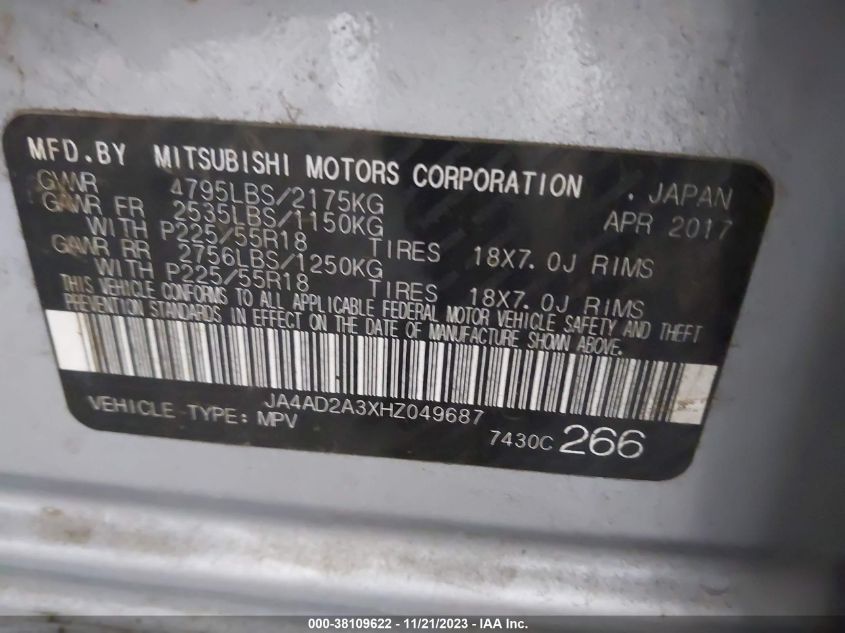 MFD.BY MITSUBISHI MOTORS CORPORATION . JAPAN
GVWR 4795LBS/2175KG APR 2017
GAWR FR 2535LBS/1150KG
WITH P225/55R18 TIRES 18X7.0J RIMS
GAWR RR 2756LBS/1250KG
WITH P225/55R18 TIRES 18X7.0J RIMS
THIS VEHICLE CONFORMS TO ALL APPLICABLE FEDERAL MOTOR VEHICLE SAFETY AND THEFT
PREVENTION STANDARDS IN EFFECT ON THE DATE OF MANUFACTURE SHOWN ABOVE.
JA4AD2A3XHZ049687
VEHICLE TYPE: MPV 7430C 266
000-38109622 - 11/21/2023 - IAA Inc.